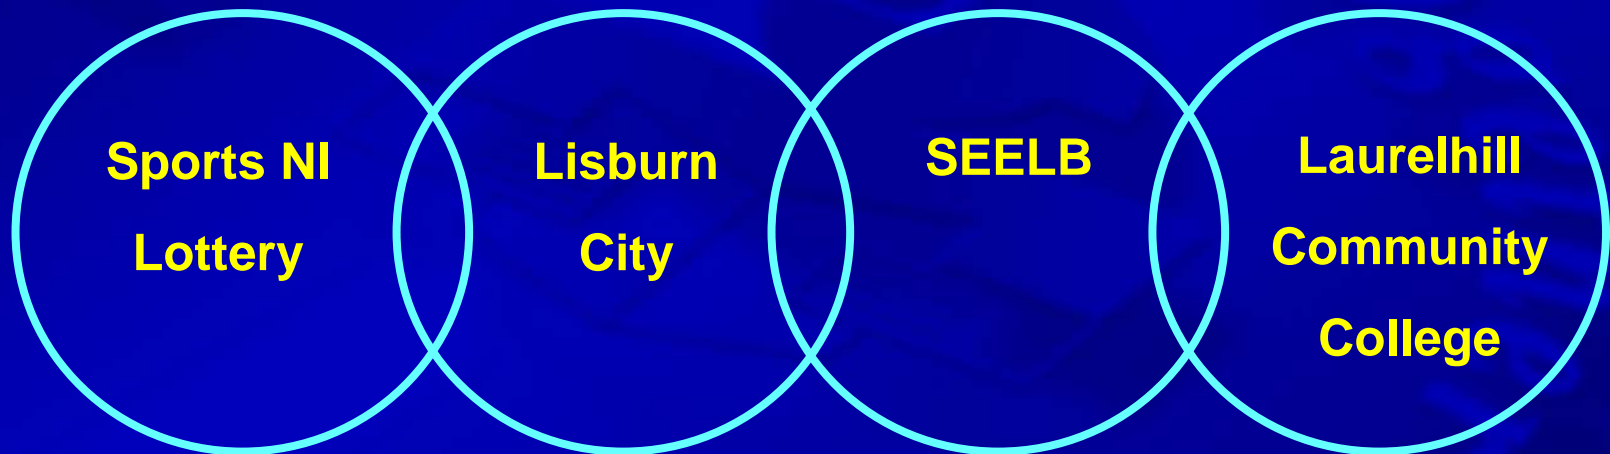 Sports NI
Lottery
Lisburn
City
SEELB
Laurelhill
Community
College